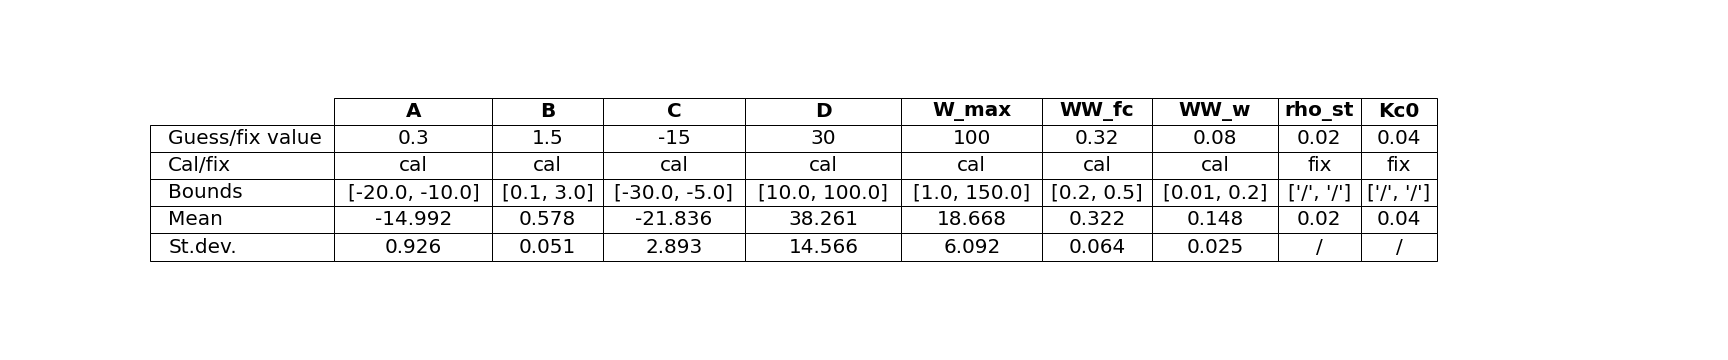 A B C D W_max WW_fc WW_w rho_st Kc0
Guess/fix value 0.3 1.5 -15 30 100 0.32 0.08 0.02 0.04
Cal/fix cal cal cal cal cal cal cal fix fix
Bounds [-20.0, -10.0] [0.1, 3.0] [-30.0, -5.0] [10.0, 100.0] [1.0, 150.0] [0.2, 0.5] [0.01, 0.2] ['/', '/'] ['/', '/']
Mean -14.992 0.578 -21.836 38.261 18.668 0.322 0.148 0.02 0.04
St.dev. 0.926 0.051 2.893 14.566 6.092 0.064 0.025 / /